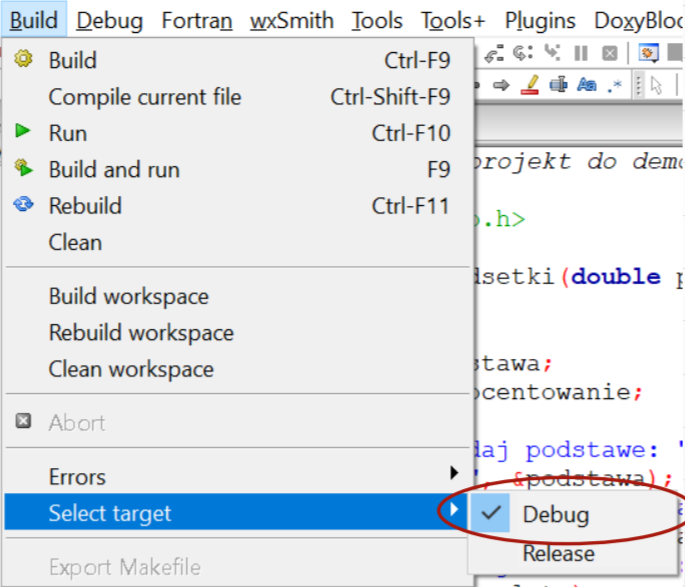 Build Debug Fortran wxSmith Tools Tools+ Plugins DoxyBloc
Build Ctrl-F9
Compile current file Ctrl-Shift-F9
Run Ctrl-F10
Build and run F9
Rebuild Ctrl-F11
Clean
Build workspace
Rebuild workspace
Clean workspace
Abort
Errors
Select target
Export Makefile
Debug
Release
projekt do demo
.h>
dsetki(double p
stawa;
ocentowanie;
daj podstawe: "
", &podstawa);